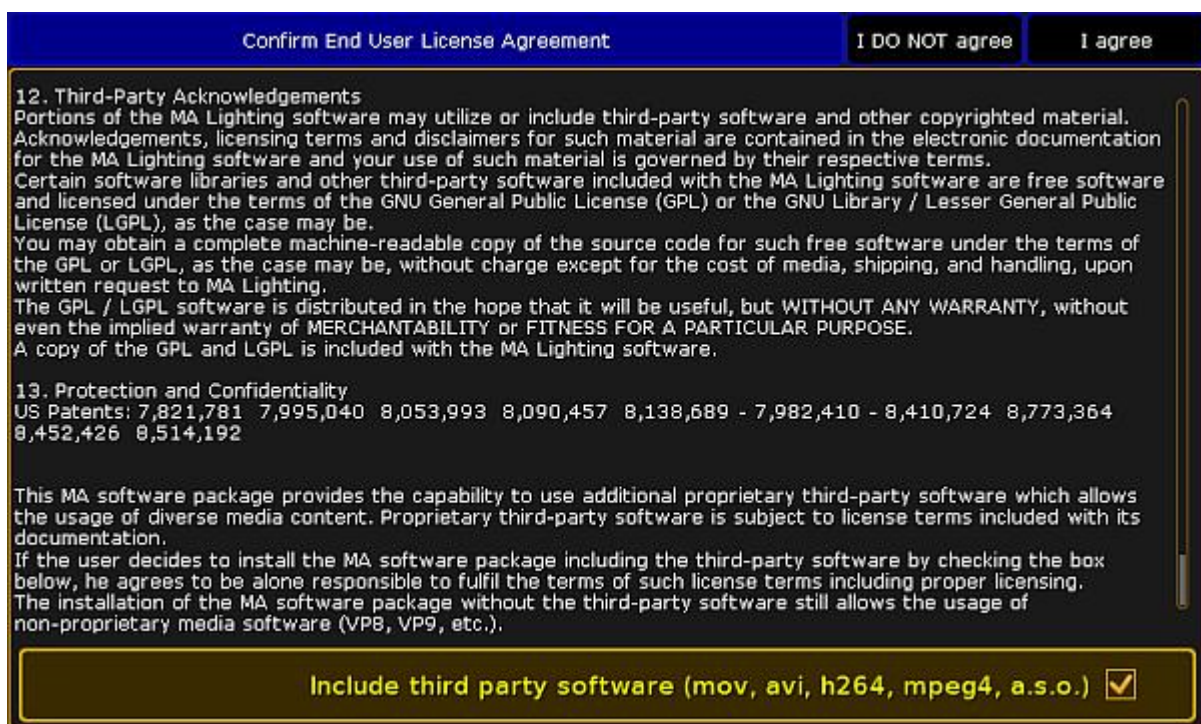 Confirm End User License Agreement
I DO NOT agree
I agree
12. Third-Party Acknowledgements
Portions of the MA Lighting software may utilize or include third-party software and other copyrighted material.
Acknowledgements, licensing terms and disclaimers for such material are contained in the electronic documentation
for the MA Lighting software and your use of such material is governed by their respective terms.
Certain software libraries and other third-party software included with the MA Lighting software are free software
and licensed under the terms of the GNU General Public License (GPL) or the GNU Library / Lesser General Public
License (LGPL), as the case may be.
You may obtain a complete machine-readable copy of the source code for such free software under the terms of
the GPL or LGPL, as the case may be, without charge except for the cost of media, shipping, and handling, upon
written request to MA Lighting.
The GPL / LGPL software is distributed in the hope that it will be useful, but WITHOUT ANY WARRANTY, without
even the implied warranty of MERCHANTABILITY or FITNESS FOR A PARTICULAR PURPOSE.
A copy of the GPL and LGPL is included with the MA Lighting software.
13. Protection and Confidentiality
US Patents: 7,821,781 7,995,040 8,053,993 8,090,457 8,138,689 - 7,982,410 - 8,410,724 8,773,364
8,452,426 8,514,192
This MA software package provides the capability to use additional proprietary third-party software which allows
the usage of diverse media content. Proprietary third-party software is subject to license terms included with its
documentation.
If the user decides to install the MA software package including the third-party software by checking the box
below, he agrees to be alone responsible to fulfil the terms of such license terms including proper licensing.
The installation of the MA software package without the third-party software still allows the usage of
non-proprietary media software (VP8, VP9, etc.).
Include third party software (mov, avi, h264, mpeg4, a.s.o.)